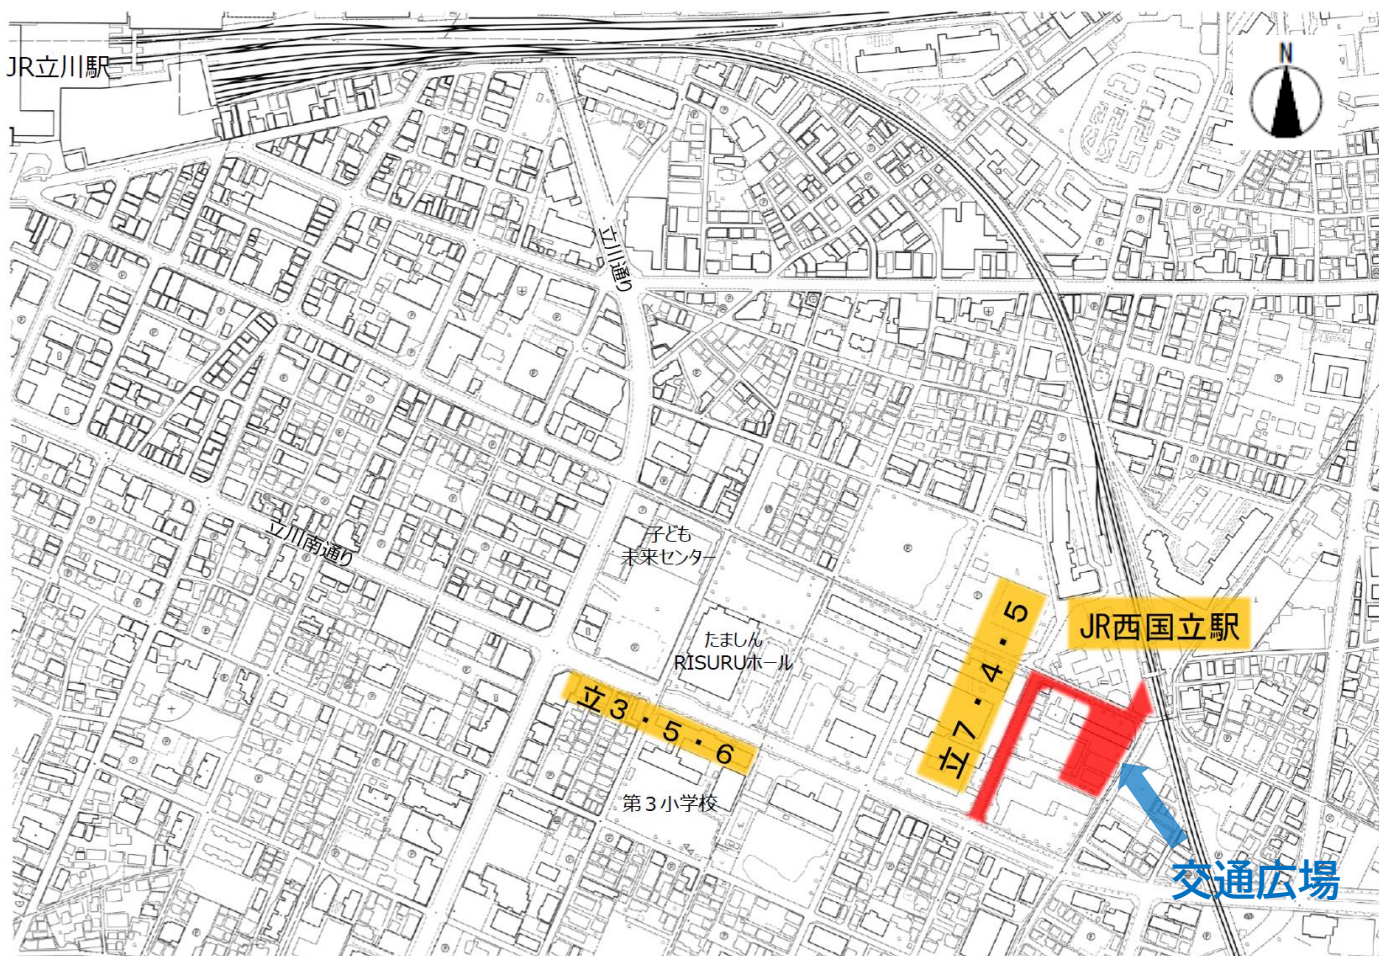 N
JR立川駅
立川通り
立川南通り
子ども
未来センター
たましん
RISURUホール
立7・4・5
JR西国立駅
立3・5・6
第3小学校
交通広場